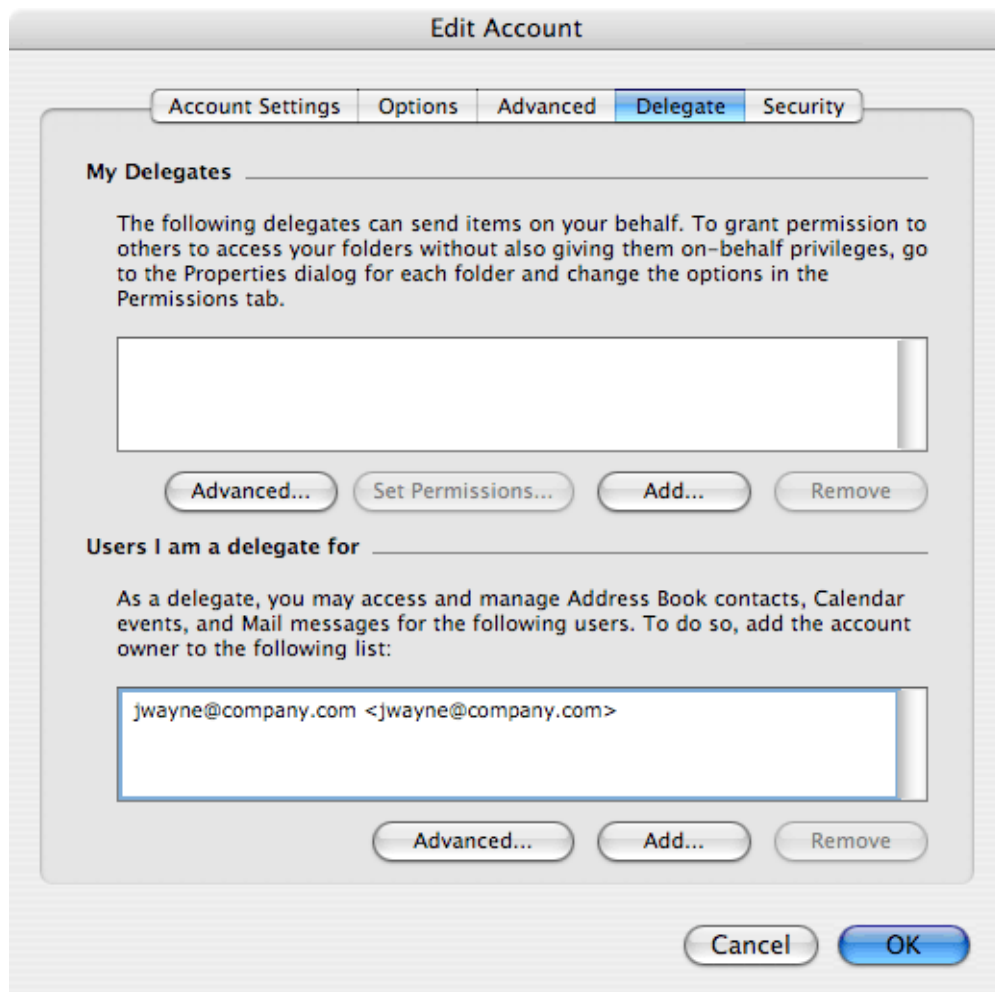 Edit Account
Account Settings Options Advanced Delegate Security
My Delegates
The following delegates can send items on your behalf. To grant permission to
others to access your folders without also giving them on-behalf privileges, go
to the Properties dialog for each folder and change the options in the
Permissions tab.
Advanced... Set Permissions... Add... Remove
Users I am a delegate for
As a delegate, you may access and manage Address Book contacts, Calendar
events, and Mail messages for the following users. To do so, add the account
owner to the following list:
jwayne@company.com <jwayne@company.com>
Advanced... Add... Remove
Cancel OK